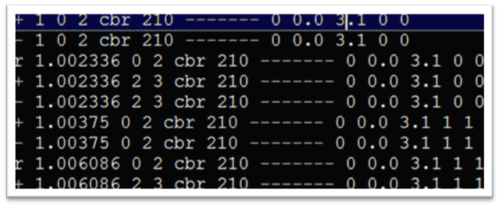 + 1 0 2 cbr 210 ------- 0 0.0 3.1 0 0
- 1 0 2 cbr 210 ------- 0 0.0 3.1 0 0
r 1.002336 0 2 cbr 210 ------- 0 0.0 3.1 0 0
+ 1.002336 2 3 cbr 210 ------- 0 0.0 3.1 0 0
- 1.002336 2 3 cbr 210 ------- 0 0.0 3.1 0 0
+ 1.00375 0 2 cbr 210 ------- 0 0.0 3.1 1 1
- 1.00375 0 2 cbr 210 ------- 0 0.0 3.1 1 1
r 1.006086 0 2 cbr 210 ------- 0 0.0 3.1 1 1
+ 1.006086 2 3 cbr 210 ------- 0 0.0 3.1 1 1